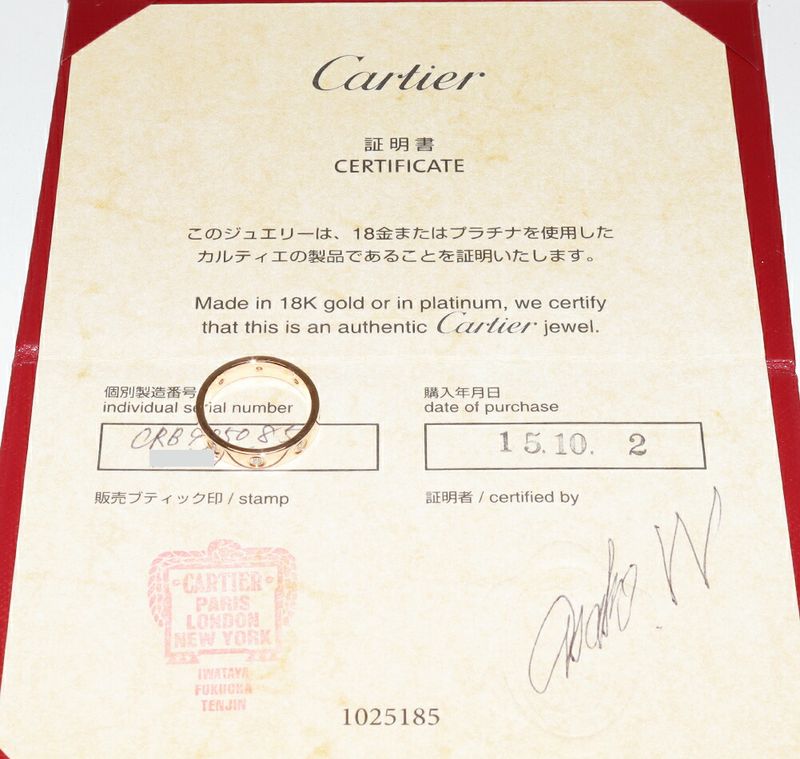 Cartier
証明書
CERTIFICATE
このジュエリーは、18金またはプラチナを使用した
カルティエの製品であることを証明いたします。
Made in 18K gold or in platinum, we certify
that this is an authentic Cartier jewel.
個別製造番号
individual serial number
購入年月日
date of purchase
15.10. 2
販売ブティック印 / stamp
証明者 / certified by
CARTIER
PARIS
LONDON
NEW YORK
IWATAYA
FUKUOKA
TENJIN
1025185